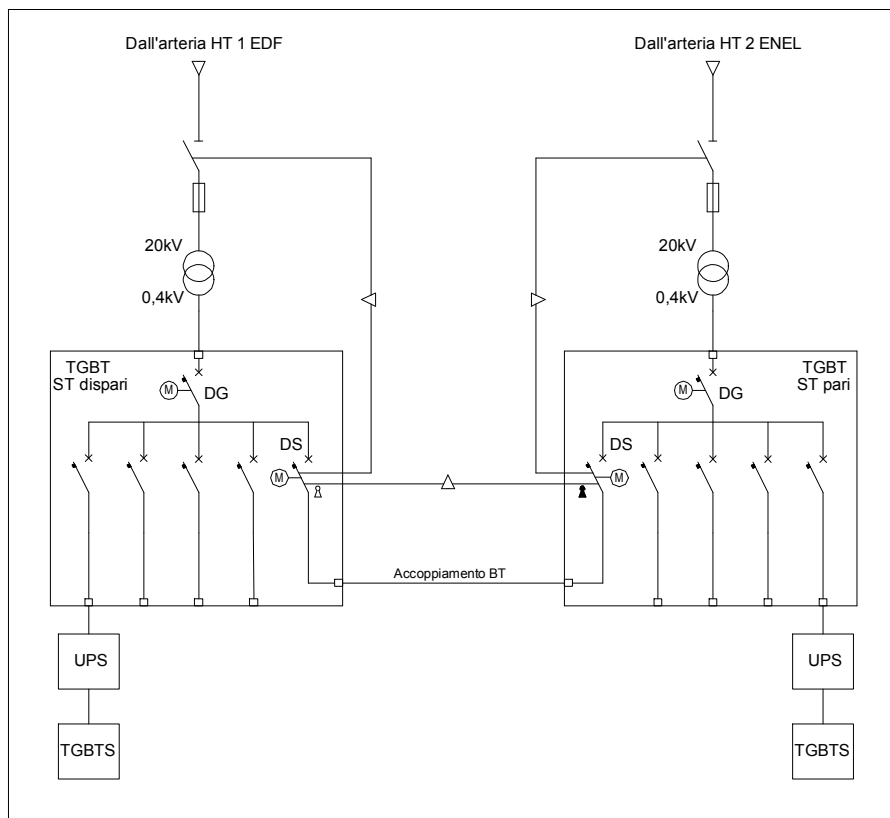 Dall'arteria HT 1 EDF
Dall'arteria HT 2 ENEL
20kV
0,4kV
20kV
0,4kV
TGBT
ST dispari
M
DG
DS
M
TGBT
ST pari
M
DG
DS
M
Accoppiamento BT
UPS
TGBTS
UPS
TGBTS